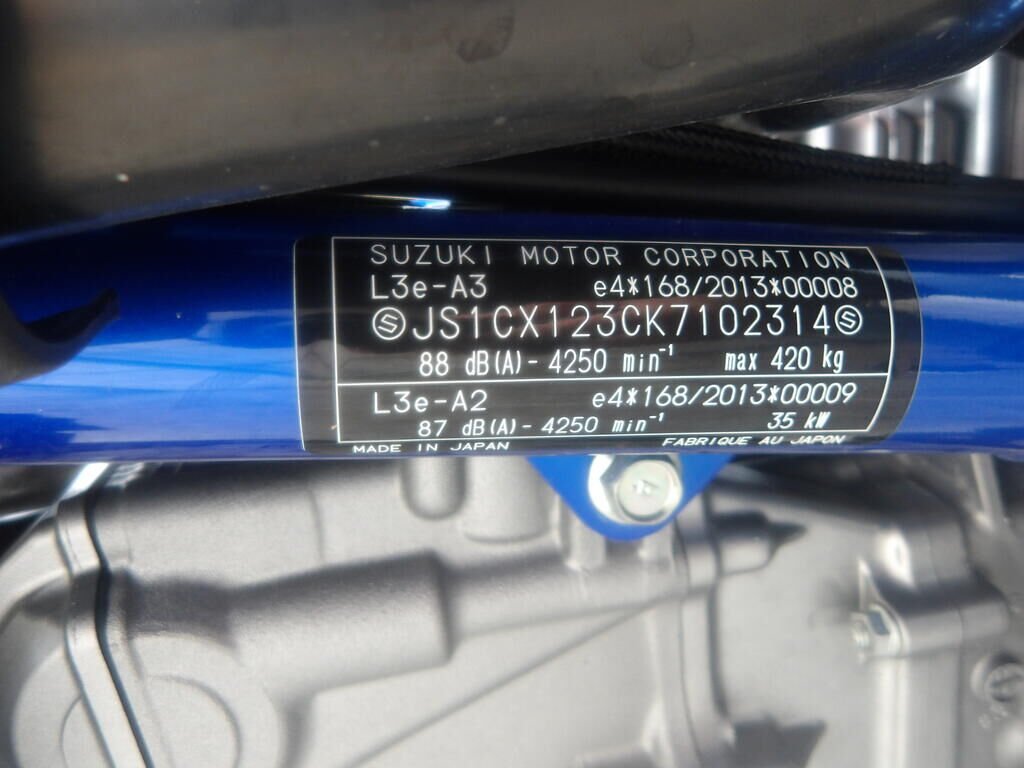 SUZUKI MOTOR CORPORATION
L3e-A3 e4*168/2013*00008
JS1CX123CK7102314
88 dB(A) - 4250 min⁻¹ max 420 kg
L3e-A2 e4*168/2013*00009
87 dB(A) - 4250 min⁻¹ 35 kW
MADE IN JAPAN FABRIQUE AU JAPON